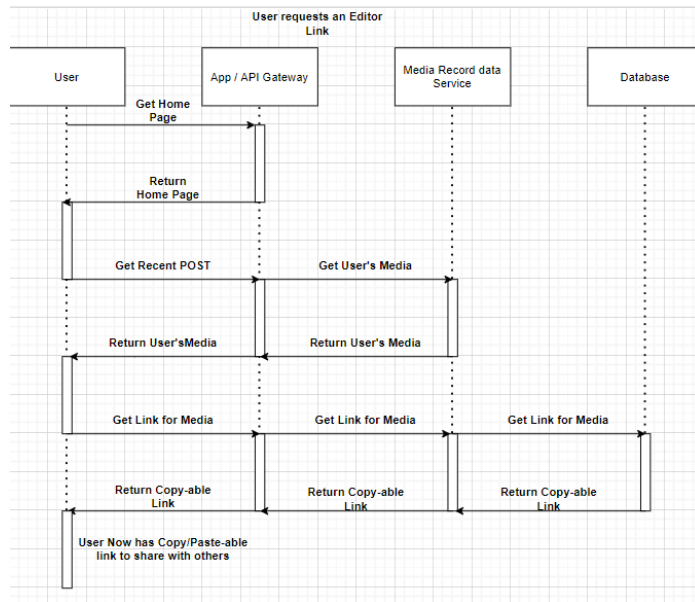 User requests an Editor
Link
User
App / API Gateway
Media Record data
Service
Database
Get Home
Page
Return
Home Page
Get Recent POST
Get User's Media
Return User'sMedia
Return User's Media
Get Link for Media
Get Link for Media
Get Link for Media
Return Copy-able
Link
Return Copy-able
Link
Return Copy-able
Link
User Now has Copy/Paste-able
link to share with others